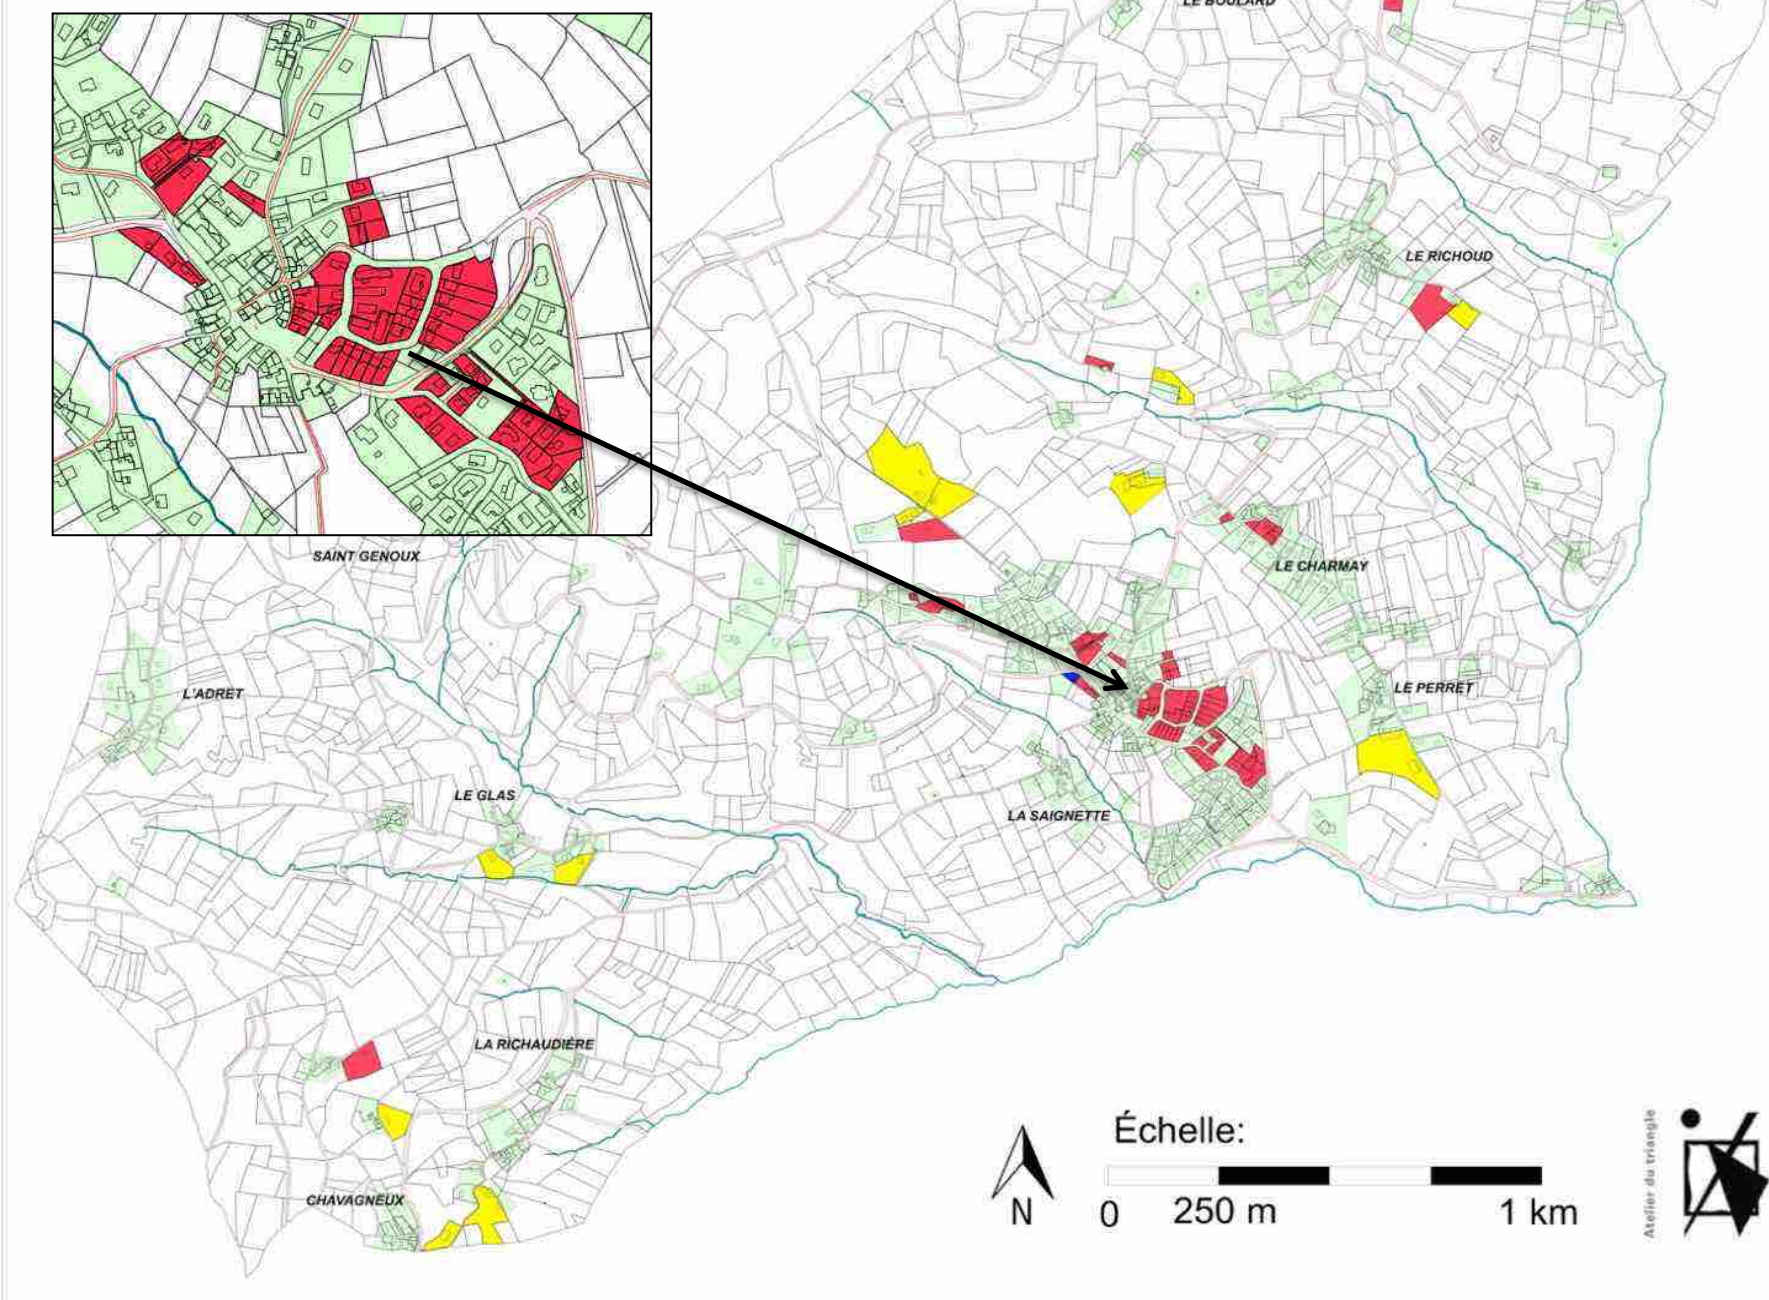 LE BOULARD
LE RICHOUD
SAINT GENOUX
LE CHARMAY
L'ADRET
LE PERRET
LE GLAS
LA SAIGNETTE
LA RICHAUDIÈRE
CHAVAGNEUX
Échelle:
N
0 250 m 1 km
Atelier du triangle